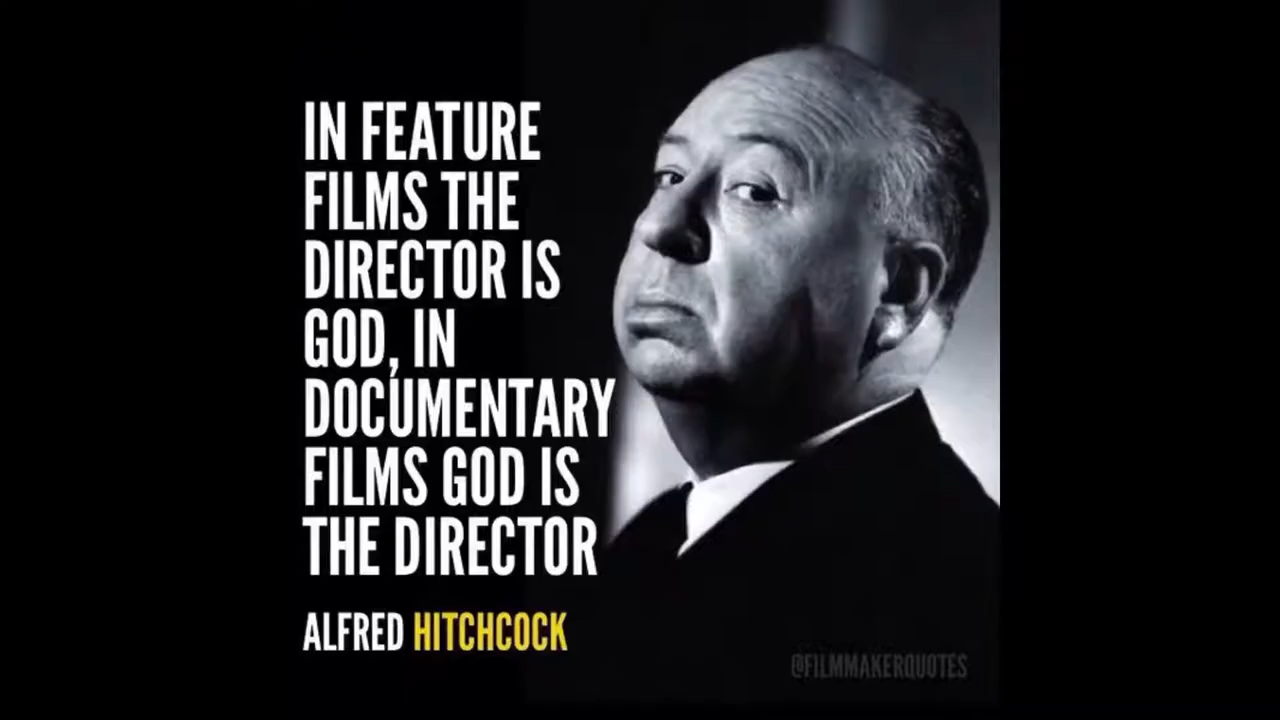 IN FEATURE
FILMS THE
DIRECTOR IS
GOD, IN
DOCUMENTARY
FILMS GOD IS
THE DIRECTOR
ALFRED HITCHCOCK
@FILMMAKERQUOTES